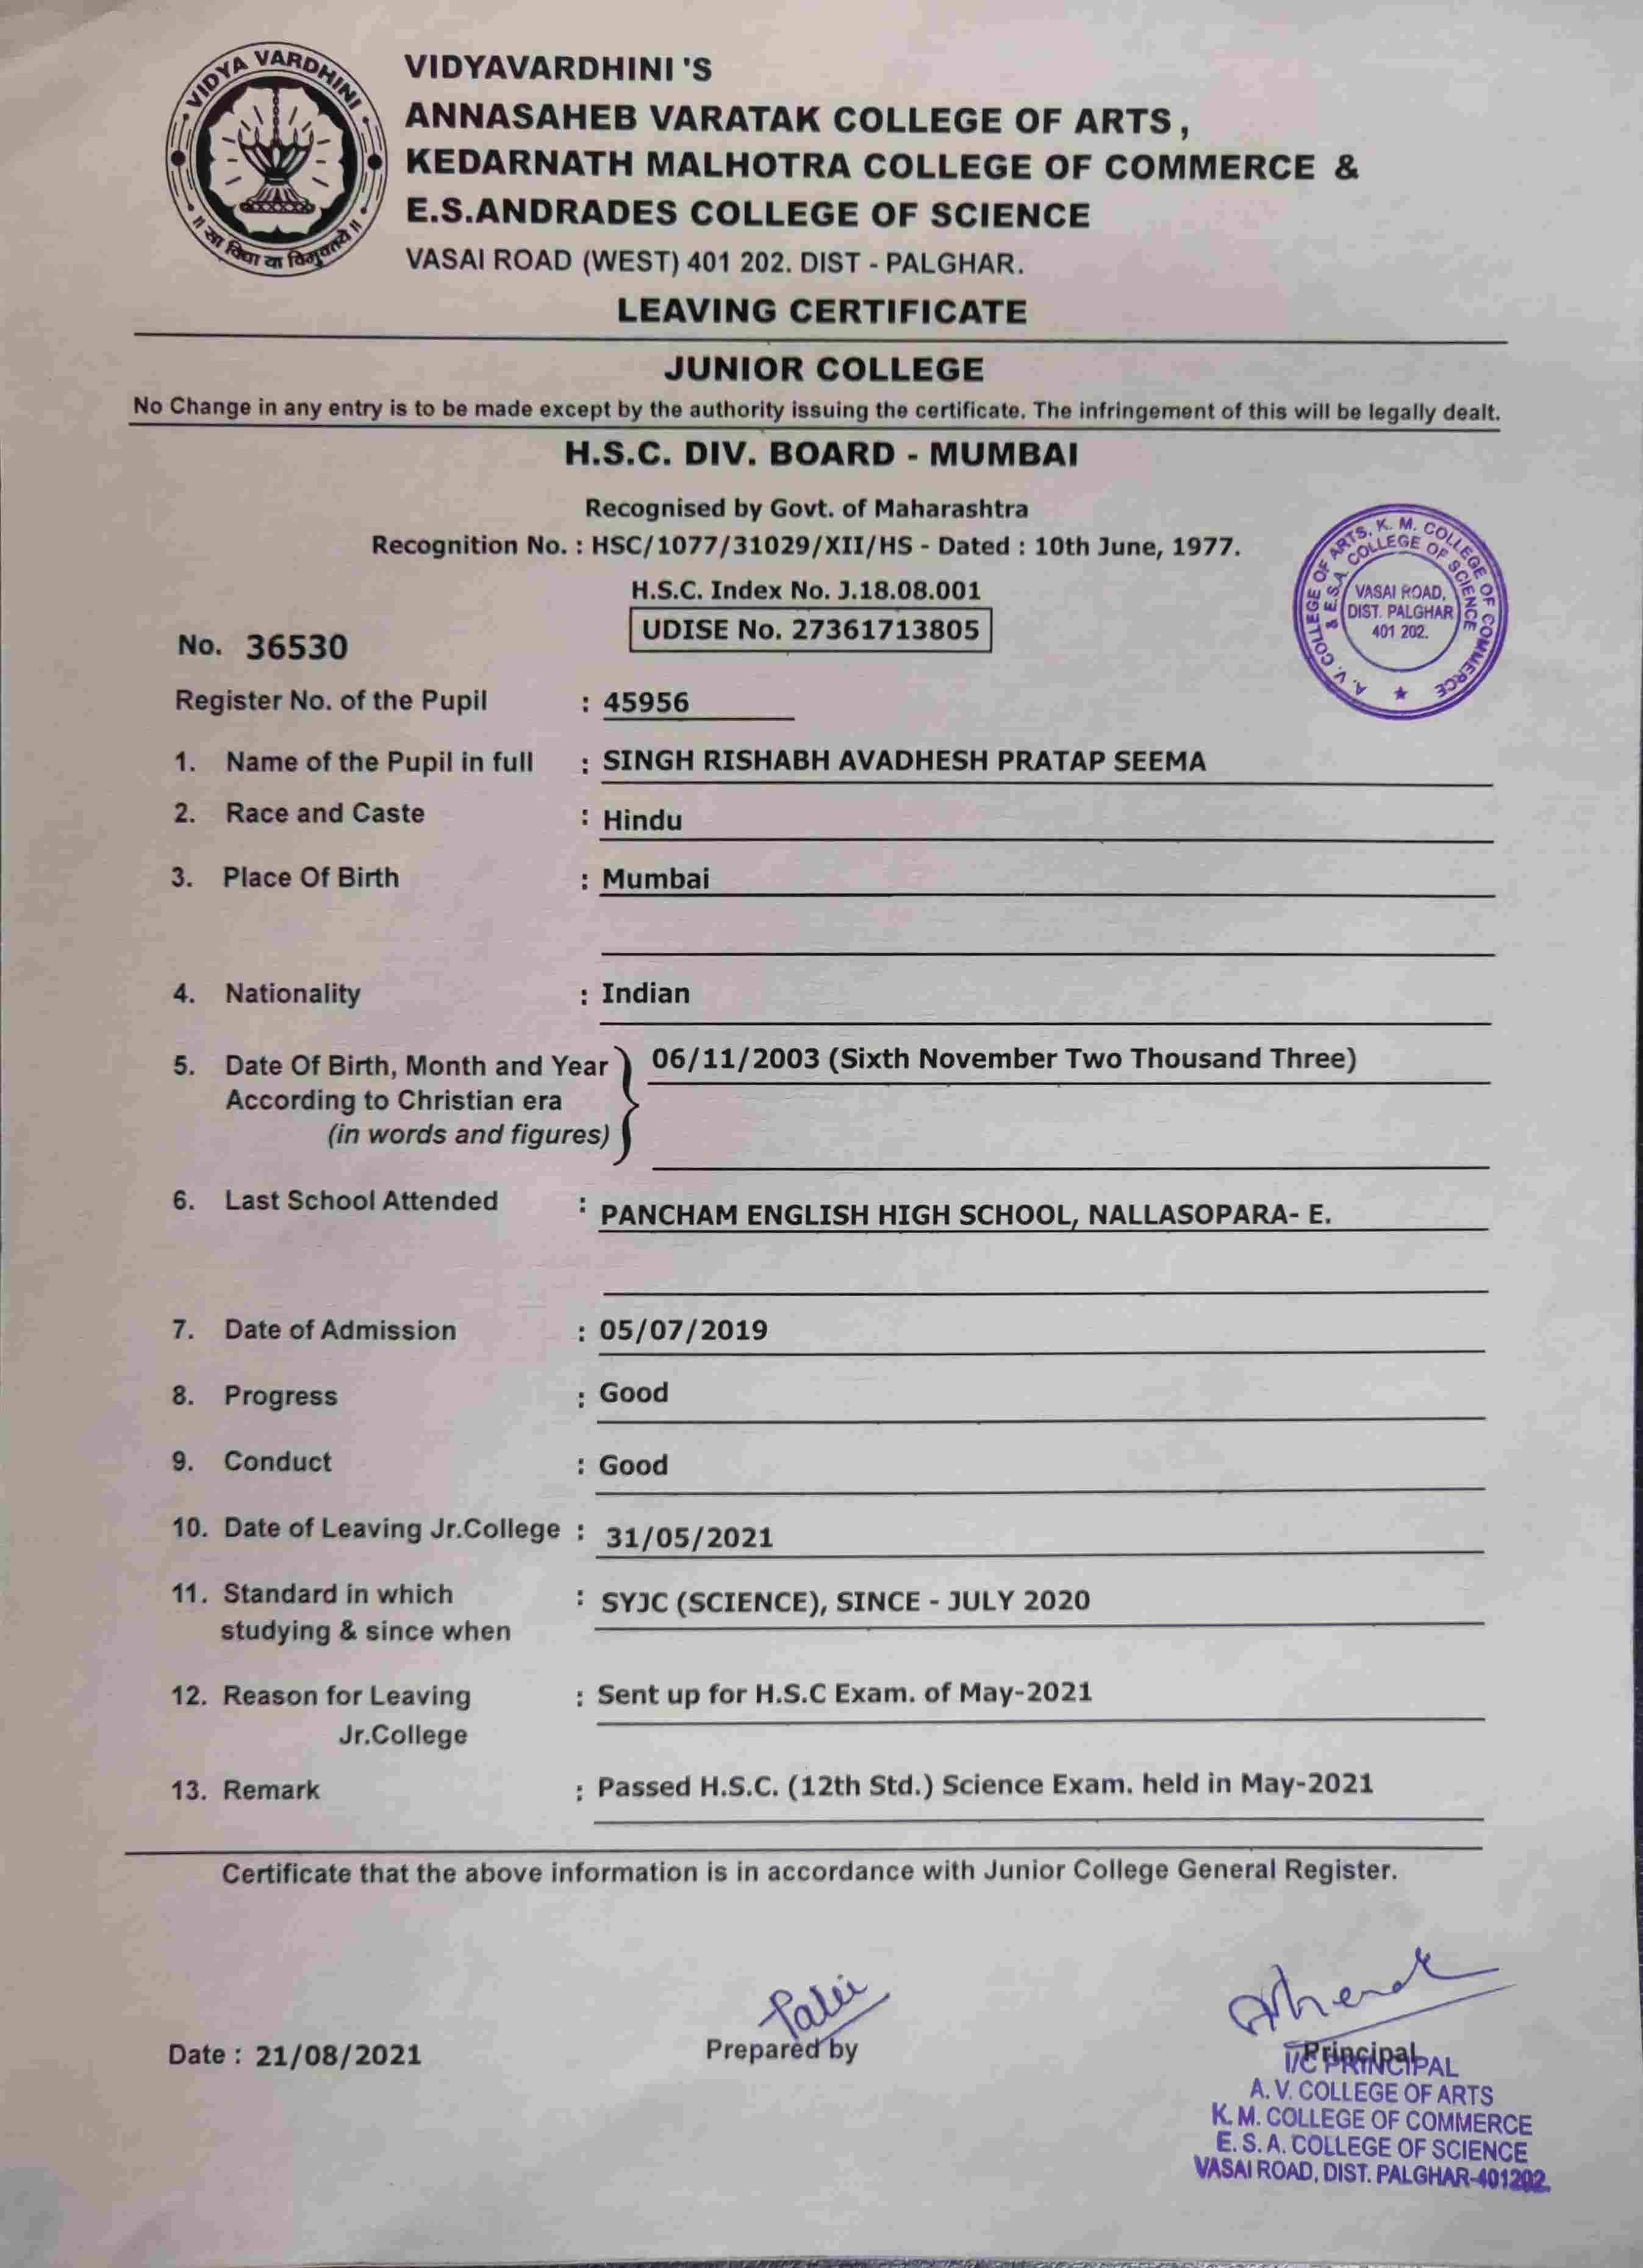 VIDYA VARDHINI
॥ सा विद्या या विमुक्तये ॥
VIDYAVARDHINI 'S
ANNASAHEB VARATAK COLLEGE OF ARTS ,
KEDARNATH MALHOTRA COLLEGE OF COMMERCE &
E.S.ANDRADES COLLEGE OF SCIENCE
VASAI ROAD (WEST) 401 202. DIST - PALGHAR.
LEAVING CERTIFICATE
JUNIOR COLLEGE
No Change in any entry is to be made except by the authority issuing the certificate. The infringement of this will be legally dealt.
H.S.C. DIV. BOARD - MUMBAI
Recognised by Govt. of Maharashtra
Recognition No. : HSC/1077/31029/XII/HS - Dated : 10th June, 1977.
H.S.C. Index No. J.18.08.001
UDISE No. 27361713805
A. V. COLLEGE OF ARTS, K. M. COLLEGE OF COMMERCE
& E.S.A. COLLEGE OF SCIENCE
VASAI ROAD,
DIST. PALGHAR
401 202.
No. 36530
Register No. of the Pupil : 45956
1. Name of the Pupil in full : SINGH RISHABH AVADHESH PRATAP SEEMA
2. Race and Caste : Hindu
3. Place Of Birth : Mumbai
4. Nationality : Indian
5. Date Of Birth, Month and Year 06/11/2003 (Sixth November Two Thousand Three)
According to Christian era
(in words and figures)
6. Last School Attended : PANCHAM ENGLISH HIGH SCHOOL, NALLASOPARA- E.
7. Date of Admission : 05/07/2019
8. Progress : Good
9. Conduct : Good
10. Date of Leaving Jr.College : 31/05/2021
11. Standard in which : SYJC (SCIENCE), SINCE - JULY 2020
studying & since when
12. Reason for Leaving : Sent up for H.S.C Exam. of May-2021
Jr.College
13. Remark : Passed H.S.C. (12th Std.) Science Exam. held in May-2021
Certificate that the above information is in accordance with Junior College General Register.
Date : 21/08/2021
Prepared by
Principal
I/C PRINCIPAL
A. V. COLLEGE OF ARTS
K. M. COLLEGE OF COMMERCE
E. S. A. COLLEGE OF SCIENCE
VASAI ROAD, DIST. PALGHAR-401202.